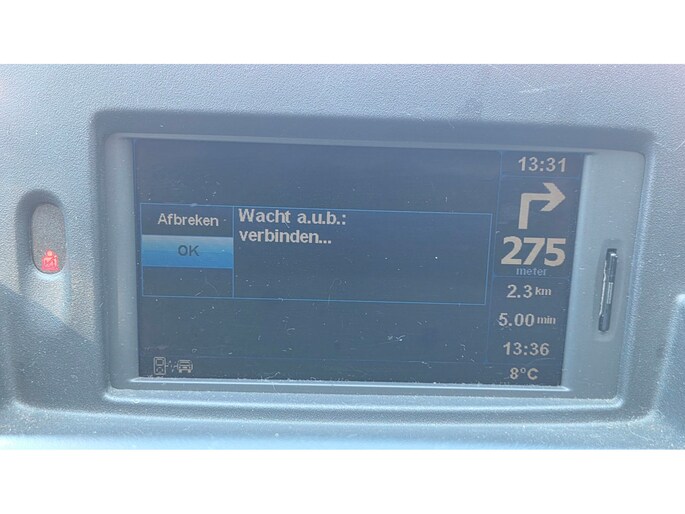 13:31
Afbreken
OK
Wacht a.u.b.:
verbinden...
275
meter
2.3 km
5.00 min
13:36
8°C